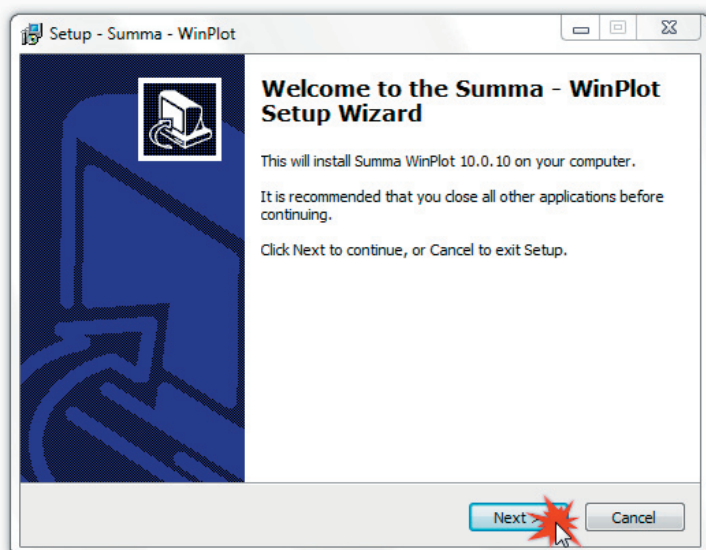 Setup - Summa - WinPlot
Welcome to the Summa - WinPlot
Setup Wizard
This will install Summa WinPlot 10.0.10 on your computer.
It is recommended that you close all other applications before
continuing.
Click Next to continue, or Cancel to exit Setup.
Next >
Cancel